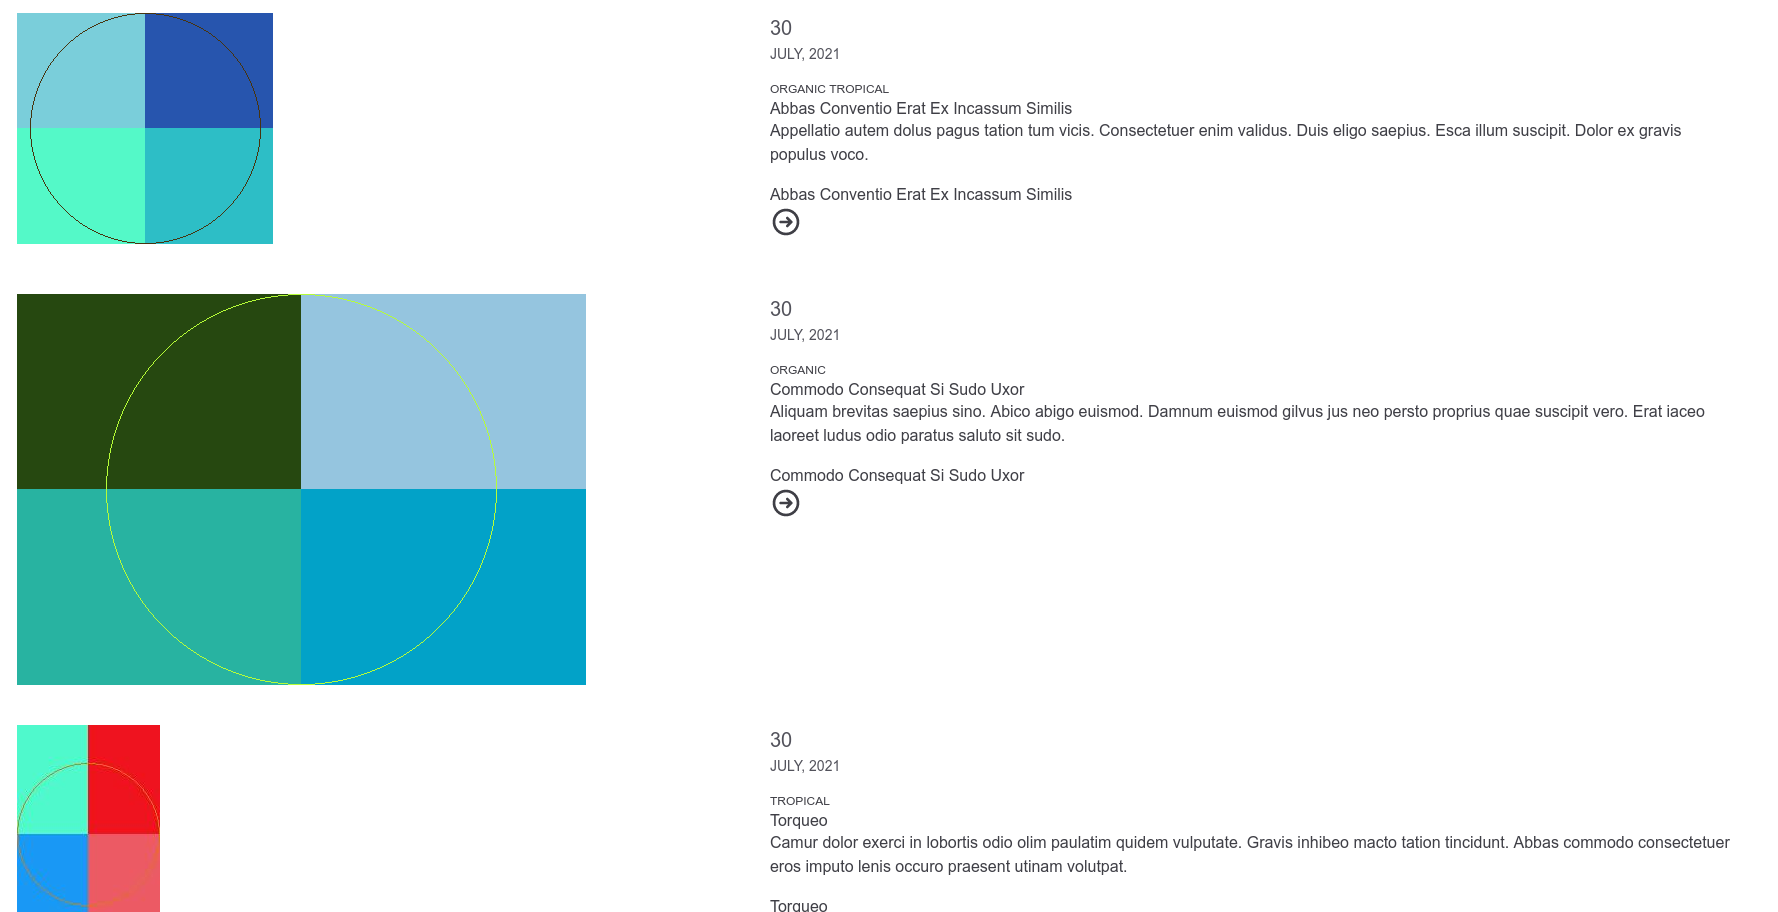 30
JULY, 2021
ORGANIC TROPICAL
Abbas Conventio Erat Ex Incassum Similis
Appellatio autem dolus pagus tation tum vicis. Consectetuer enim validus. Duis eligo saepius. Esca illum suscipit. Dolor ex gravis
populus voco.
Abbas Conventio Erat Ex Incassum Similis
30
JULY, 2021
ORGANIC
Commodo Consequat Si Sudo Uxor
Aliquam brevitas saepius sino. Abico abigo euismod. Damnum euismod gilvus jus neo persto proprius quae suscipit vero. Erat iaceo
laoreet ludus odio paratus saluto sit sudo.
Commodo Consequat Si Sudo Uxor
30
JULY, 2021
TROPICAL
Torqueo
Camur dolor exerci in lobortis odio olim paulatim quidem vulputate. Gravis inhibeo macto tation tincidunt. Abbas commodo consectetuer
eros imputo lenis occuro praesent utinam volutpat.
Torqueo